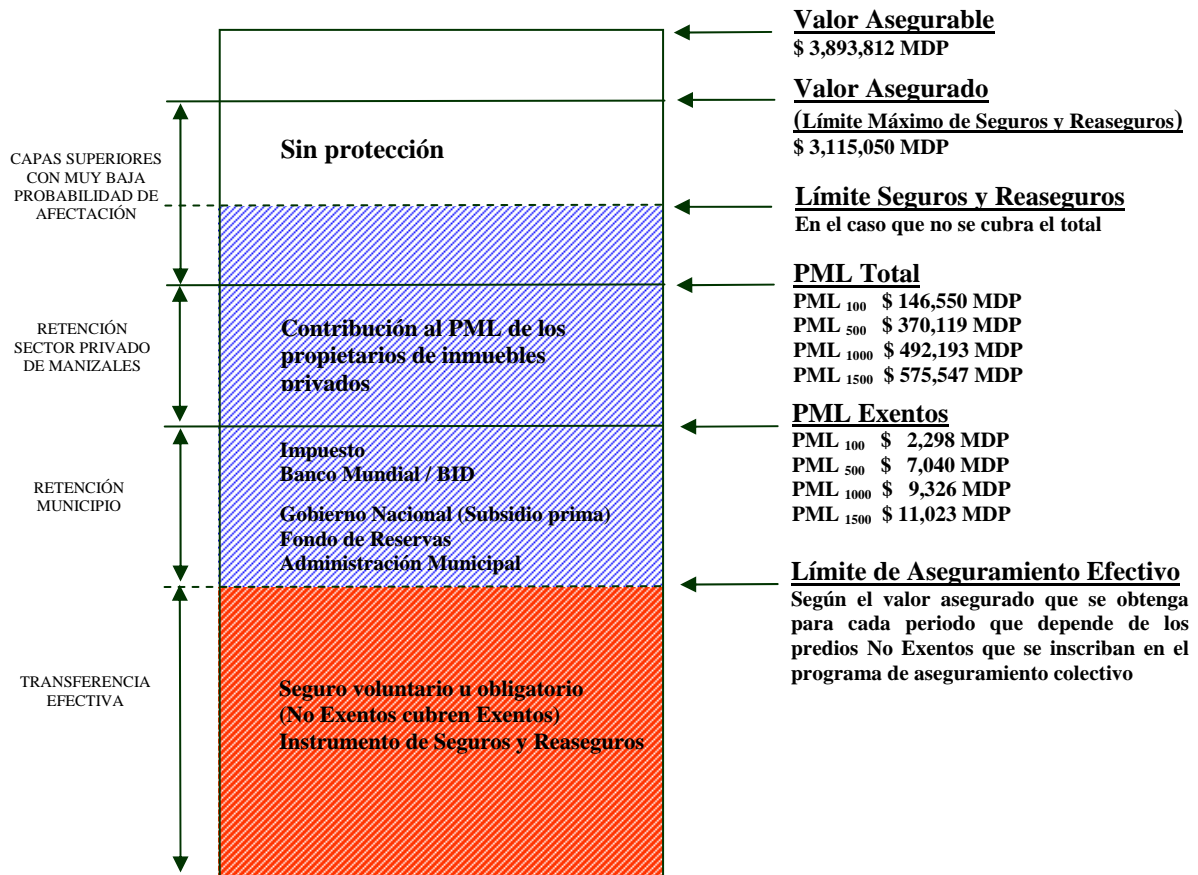 Valor Asegurable
$ 3,893,812 MDP
Valor Asegurado
(Límite Máximo de Seguros y Reaseguros)
$ 3,115,050 MDP
CAPAS SUPERIORES
CON MUY BAJA
PROBABILIDAD DE
AFECTACIÓN
Sin protección
Límite Seguros y Reaseguros
En el caso que no se cubra el total
PML Total
PML 100 $ 146,550 MDP
PML 500 $ 370,119 MDP
PML 1000 $ 492,193 MDP
PML 1500 $ 575,547 MDP
RETENCIÓN
SECTOR PRIVADO
DE MANIZALES
Contribución al PML de los
propietarios de inmuebles
privados
PML Exentos
PML 100 $ 2,298 MDP
PML 500 $ 7,040 MDP
PML 1000 $ 9,326 MDP
PML 1500 $ 11,023 MDP
RETENCIÓN
MUNICIPIO
Impuesto
Banco Mundial / BID
Gobierno Nacional (Subsidio prima)
Fondo de Reservas
Administración Municipal
Límite de Aseguramiento Efectivo
Según el valor asegurado que se obtenga
para cada periodo que depende de los
predios No Exentos que se inscriban en el
programa de aseguramiento colectivo
TRANSFERENCIA
EFECTIVA
Seguro voluntario u obligatorio
(No Exentos cubren Exentos)
Instrumento de Seguros y Reaseguros